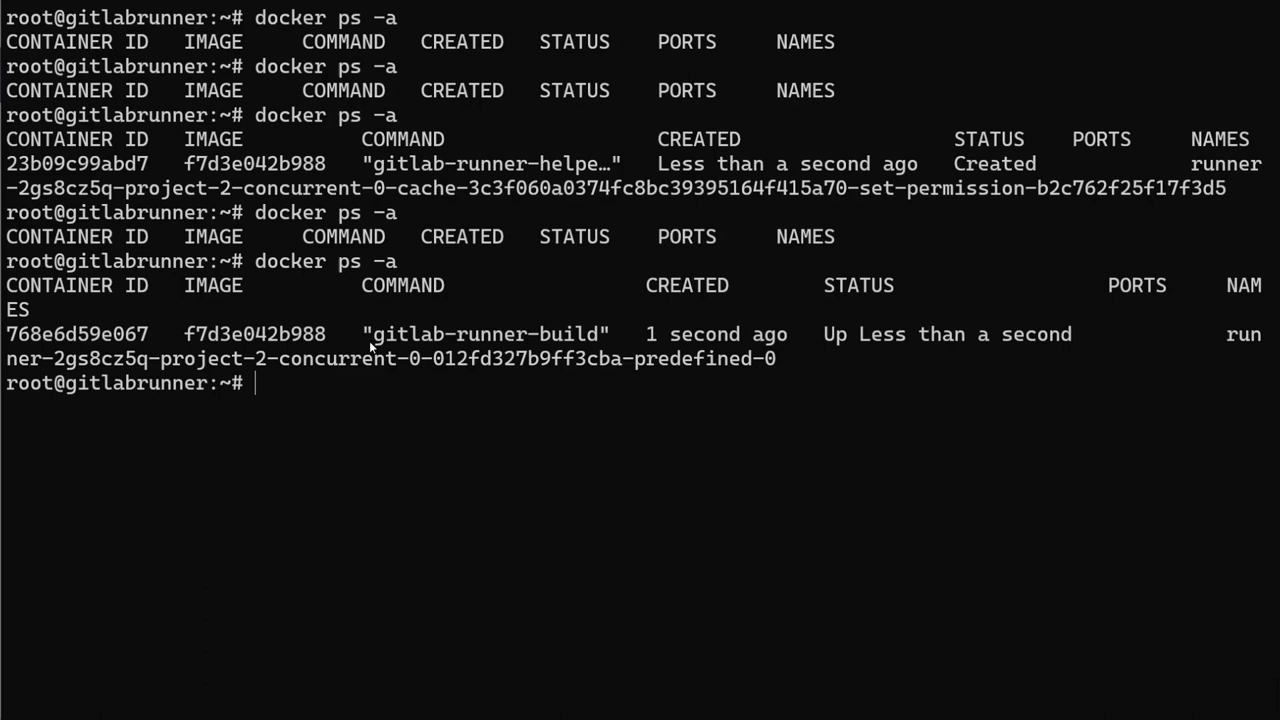 root@gitlabrunner:~# docker ps -a
CONTAINER ID   IMAGE     COMMAND   CREATED   STATUS    PORTS     NAMES
root@gitlabrunner:~# docker ps -a
CONTAINER ID   IMAGE     COMMAND   CREATED   STATUS    PORTS     NAMES
root@gitlabrunner:~# docker ps -a
CONTAINER ID   IMAGE          COMMAND                  CREATED                  STATUS    PORTS     NAMES
23b09c99abd7   f7d3e042b988   "gitlab-runner-helpe…"   Less than a second ago   Created             runner
-2gs8cz5q-project-2-concurrent-0-cache-3c3f060a0374fc8bc39395164f415a70-set-permission-b2c762f25f17f3d5
root@gitlabrunner:~# docker ps -a
CONTAINER ID   IMAGE     COMMAND   CREATED   STATUS    PORTS     NAMES
root@gitlabrunner:~# docker ps -a
CONTAINER ID   IMAGE          COMMAND                 CREATED        STATUS                  PORTS     NAM
ES
768e6d59e067   f7d3e042b988   "gitlab-runner-build"   1 second ago   Up Less than a second             run
ner-2gs8cz5q-project-2-concurrent-0-012fd327b9ff3cba-predefined-0
root@gitlabrunner:~#